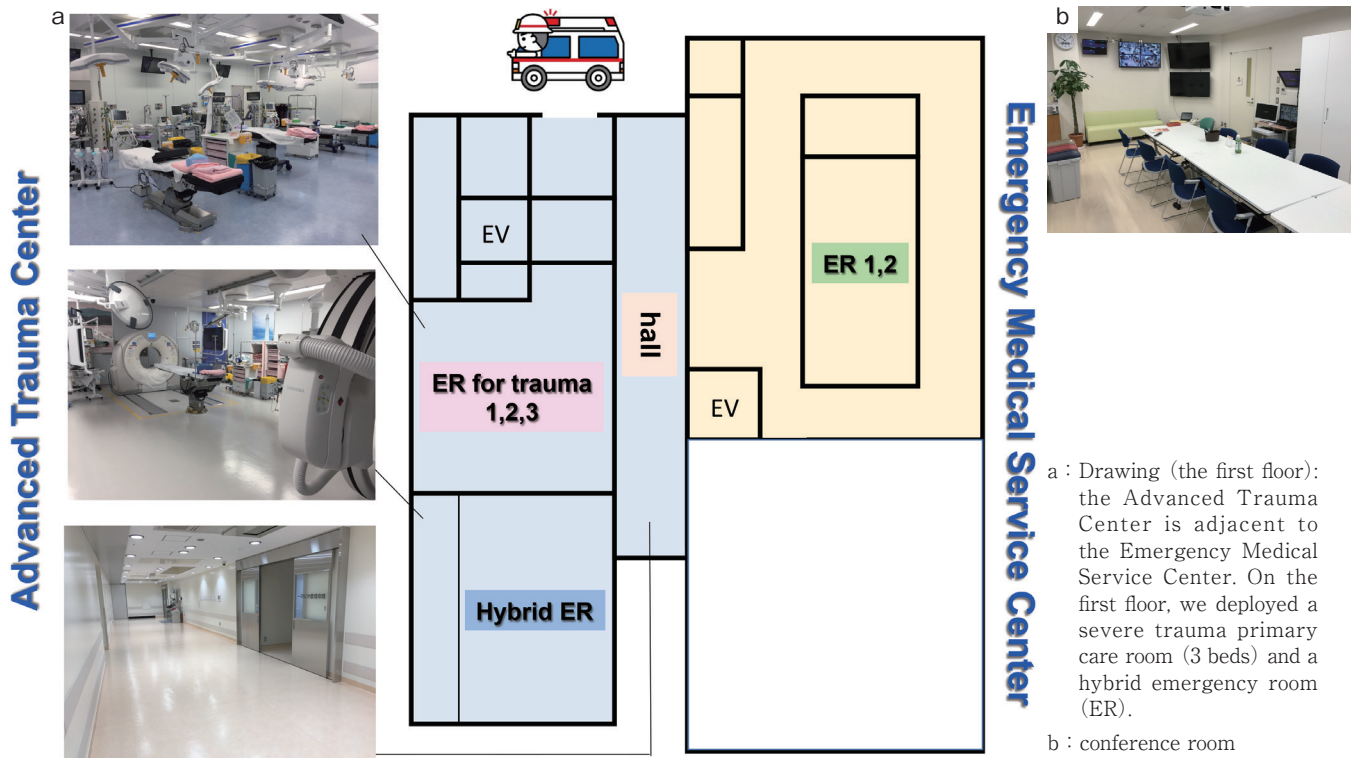 a
Advanced Trauma Center
EV
ER for trauma
1,2,3
Hybrid ER
hall
ER 1,2
EV
Emergency Medical Service Center
b
a : Drawing (the first floor):
the Advanced Trauma
Center is adjacent to
the Emergency Medical
Service Center. On the
first floor, we deployed a
severe trauma primary
care room (3 beds) and a
hybrid emergency room
(ER).
b : conference room